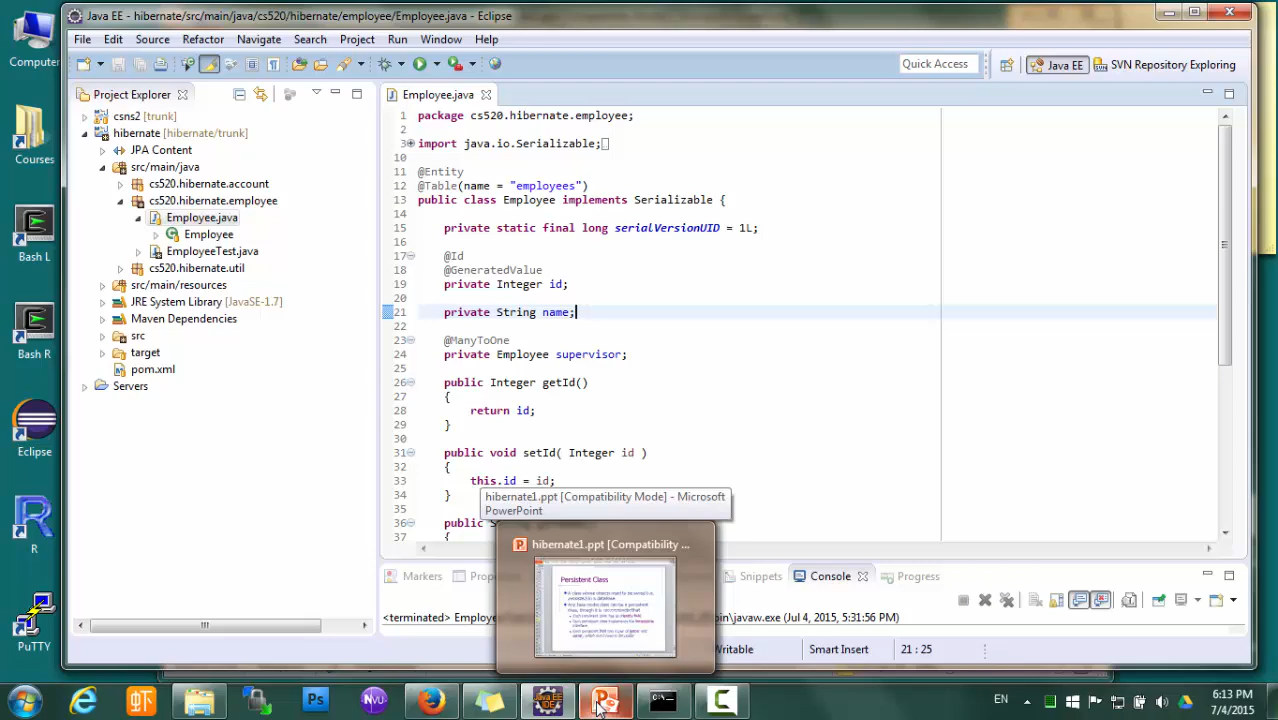 Java EE - hibernate/src/main/java/cs520/hibernate/employee/Employee.java - Eclipse
File Edit Source Refactor Navigate Search Project Run Window Help
Quick Access
Java EE
SVN Repository Exploring
Computer
Courses
Bash L
Bash R
Eclipse
R
PuTTY
Project Explorer
csns2 [trunk]
hibernate [hibernate/trunk]
JPA Content
src/main/java
cs520.hibernate.account
cs520.hibernate.employee
Employee.java
Employee
EmployeeTest.java
cs520.hibernate.util
src/main/resources
JRE System Library [JavaSE-1.7]
Maven Dependencies
src
target
pom.xml
Servers
Employee.java
1 package cs520.hibernate.employee;
2
3 import java.io.Serializable;
10
11 @Entity
12 @Table(name = "employees")
13 public class Employee implements Serializable {
14
15 private static final long serialVersionUID = 1L;
16
17 @Id
18 @GeneratedValue
19 private Integer id;
20
21 private String name;
22
23 @ManyToOne
24 private Employee supervisor;
25
26 public Integer getId()
27 {
28 return id;
29 }
30
31 public void setId( Integer id )
32 {
33 this.id = id;
34 }
35
36 public S
37 {
hibernate1.ppt [Compatibility Mode] - Microsoft
PowerPoint
hibernate1.ppt [Compatibility ...
Persistent Class
Markers
Snippets
Console
Progress
<terminated> Employe
bin\javaw.exe (Jul 4, 2015, 5:31:56 PM)
Writable
Smart Insert
21 : 25
EN
6:13 PM
7/4/2015